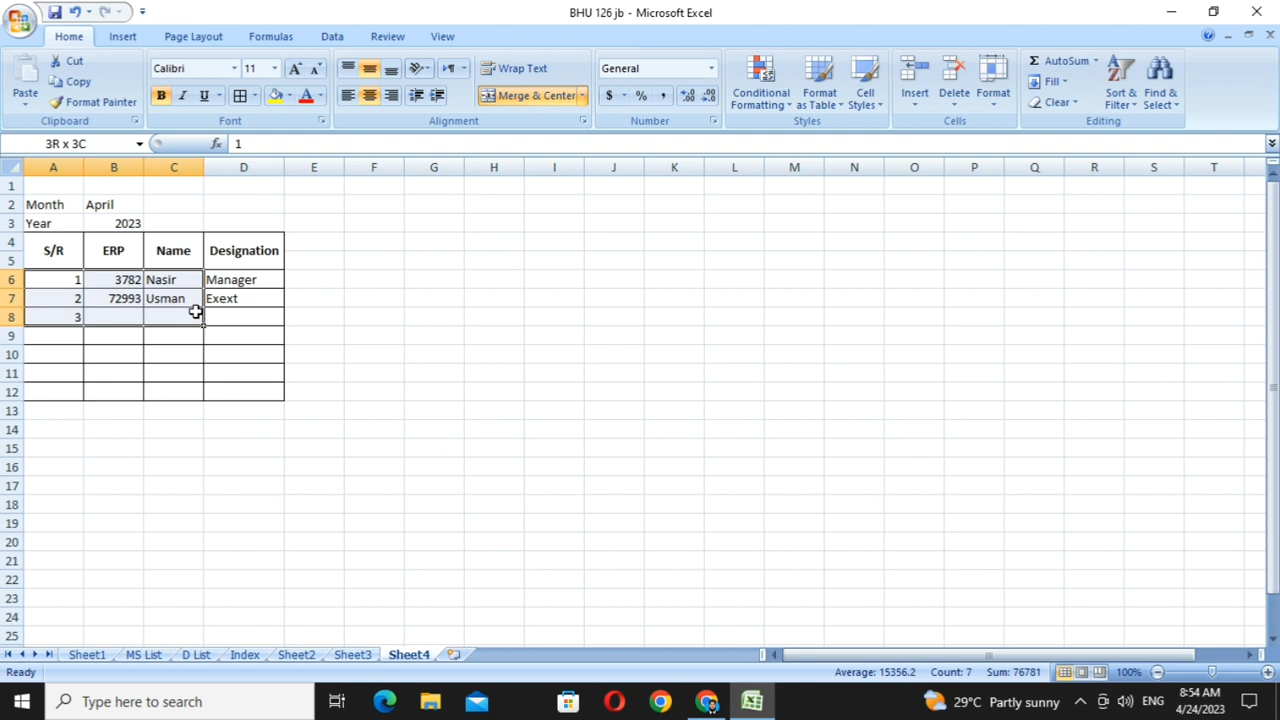 BHU 126 jb - Microsoft Excel
Home Insert Page Layout Formulas Data Review View
Paste
Cut
Copy
Format Painter
Clipboard
Calibri 11
B I U
Font
Wrap Text
Merge & Center
Alignment
General
$ % ,
Number
Conditional Formatting
Format as Table
Cell Styles
Styles
Insert
Delete
Format
Cells
AutoSum
Fill
Clear
Sort & Filter
Find & Select
Editing
3R x 3C fx 1
A B C D E F G H I J K L M N O P Q R S T
1
2 Month April
3 Year 2023
4 S/R ERP Name Designation
5
6 1 3782 Nasir Manager
7 2 72993 Usman Exext
8 3
9
10
11
12
13
14
15
16
17
18
19
20
21
22
23
24
25
Sheet1 MS List D List Index Sheet2 Sheet3 Sheet4
Ready Average: 15356.2 Count: 7 Sum: 76781 100%
Type here to search 29°C Partly sunny ENG 8:54 AM
4/24/2023